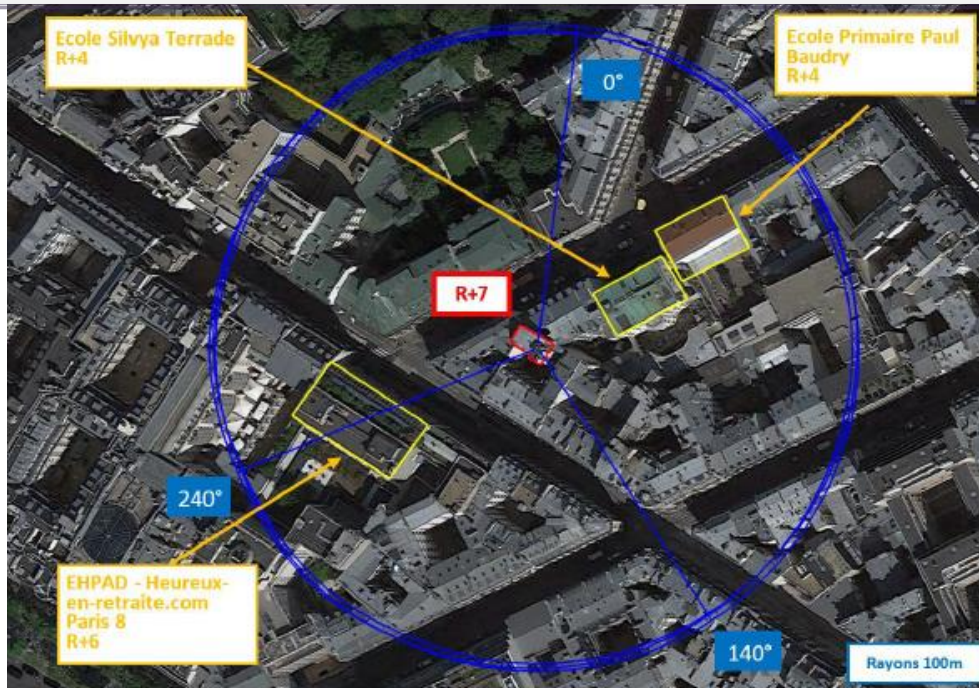 Ecole Silvya Terrade
R+4
0°
Ecole Primaire Paul
Baudry
R+4
R+7
240°
EHPAD - Heureux-
en-retraite.com
Paris 8
R+6
140°
Rayons 100m